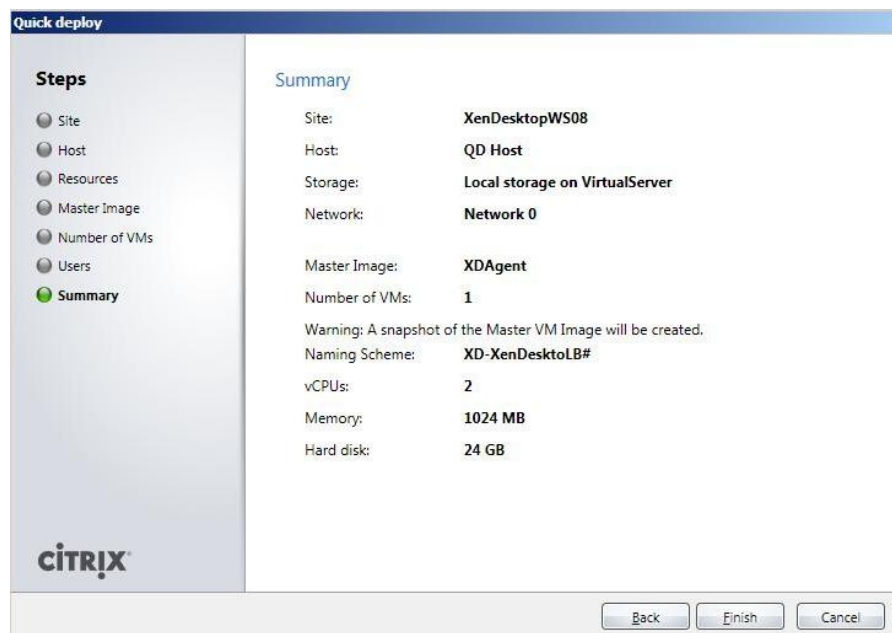 Quick deploy
Steps
Site
Host
Resources
Master Image
Number of VMs
Users
Summary
CİTRIX
Summary
Site: XenDesktopWS08
Host: QD Host
Storage: Local storage on VirtualServer
Network: Network 0
Master Image: XDAgent
Number of VMs: 1
Warning: A snapshot of the Master VM Image will be created.
Naming Scheme: XD-XenDesktoLB#
vCPUs: 2
Memory: 1024 MB
Hard disk: 24 GB
Back Finish Cancel